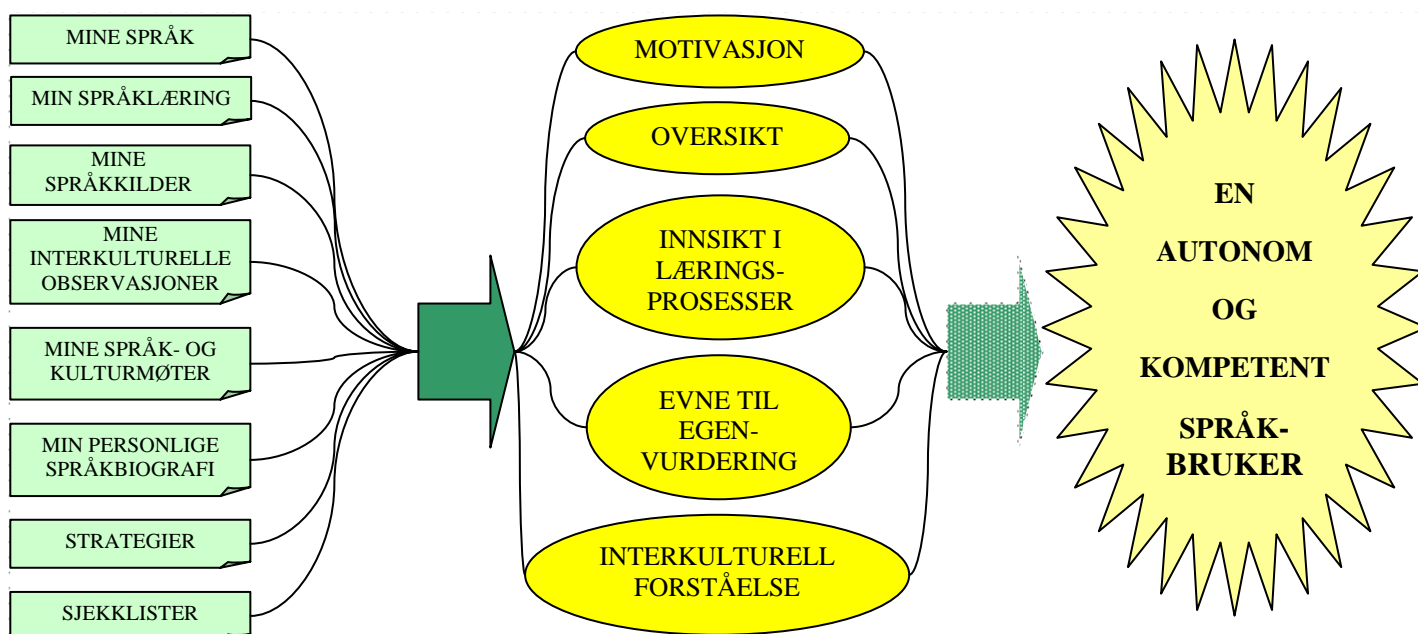 MINE SPRÅK
MIN SPRÅKLÆRING
MINE
SPRÅKKILDER
MINE
INTERKULTURELLE
OBSERVASJONER
MINE SPRÅK- OG
KULTURMØTER
MIN PERSONLIGE
SPRÅKBIOGRAFI
STRATEGIER
SJEKKLISTER
MOTIVASJON
OVERSIKT
INNSIKT I
LÆRINGS-
PROSESSER
EVNE TIL
EGEN-
VURDERING
INTERKULTURELL
FORSTÅELSE
EN
AUTONOM
OG
KOMPETENT
SPRÅK-
BRUKER